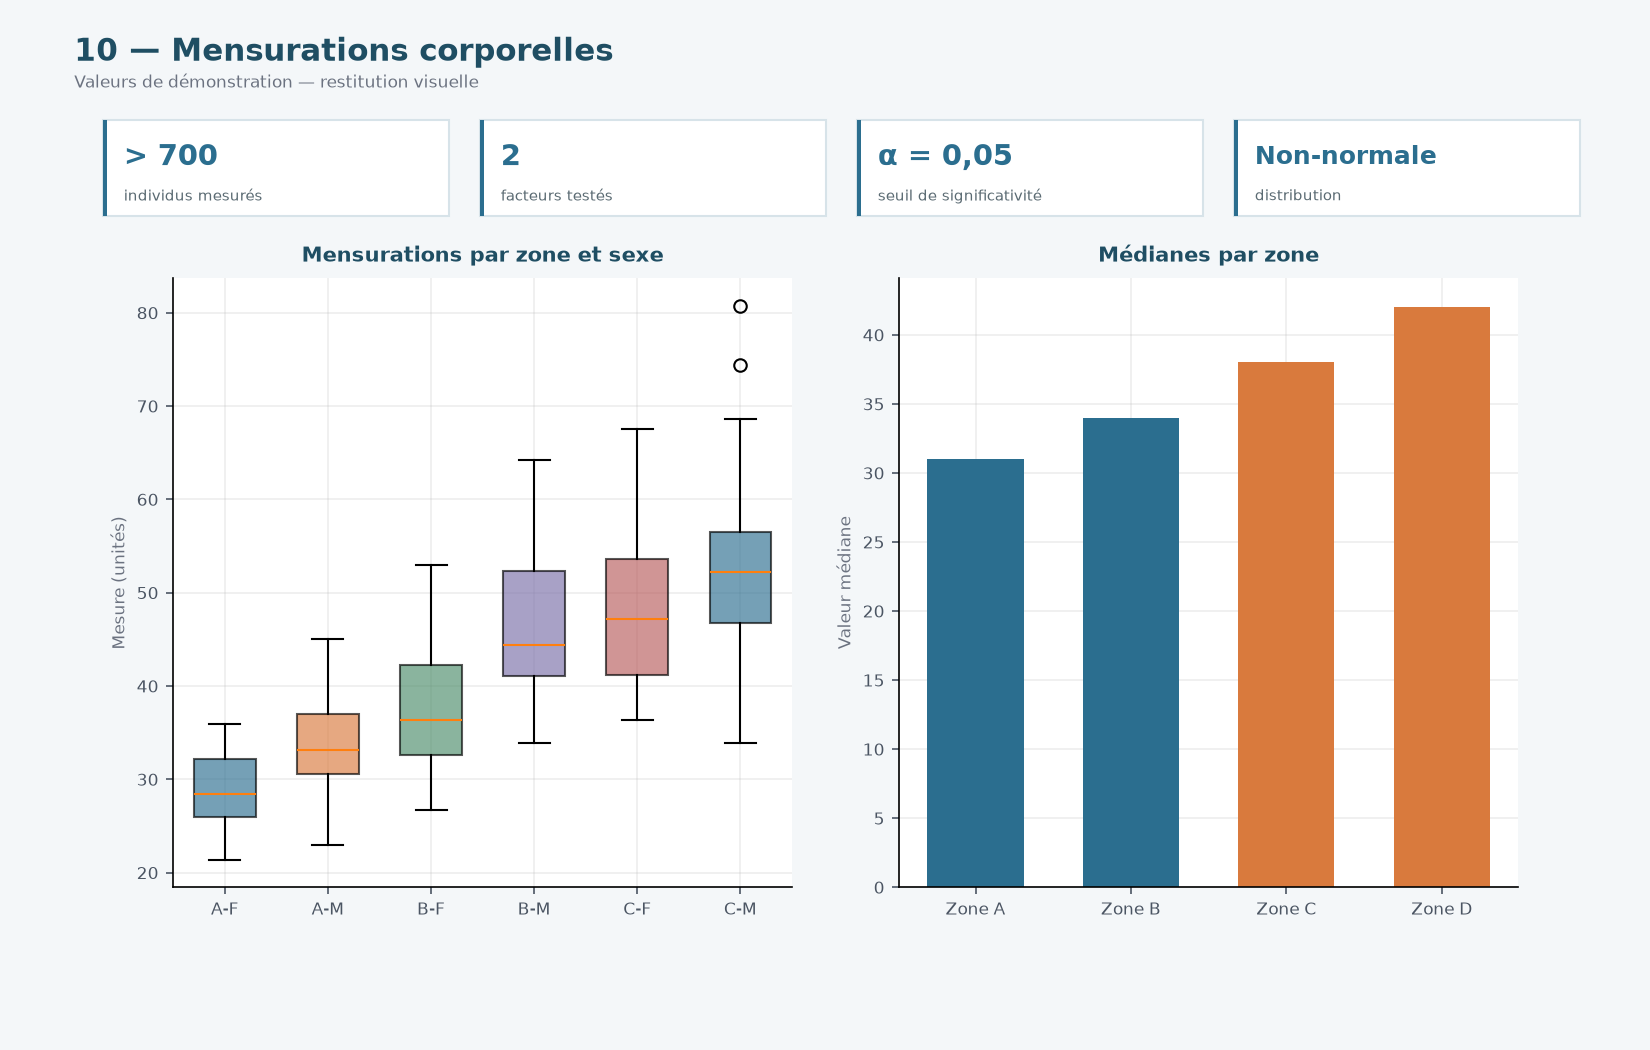 10 — Mensurations corporelles
Valeurs de démonstration — restitution visuelle
> 700
individus mesurés
2
facteurs testés
α = 0,05
seuil de significativité
Non-normale
distribution
Mensurations par zone et sexe
Mesure (unités)
80
70
60
50
40
30
20
A-F
A-M
B-F
B-M
C-F
C-M
Médianes par zone
Valeur médiane
40
35
30
25
20
15
10
5
0
Zone A
Zone B
Zone C
Zone D